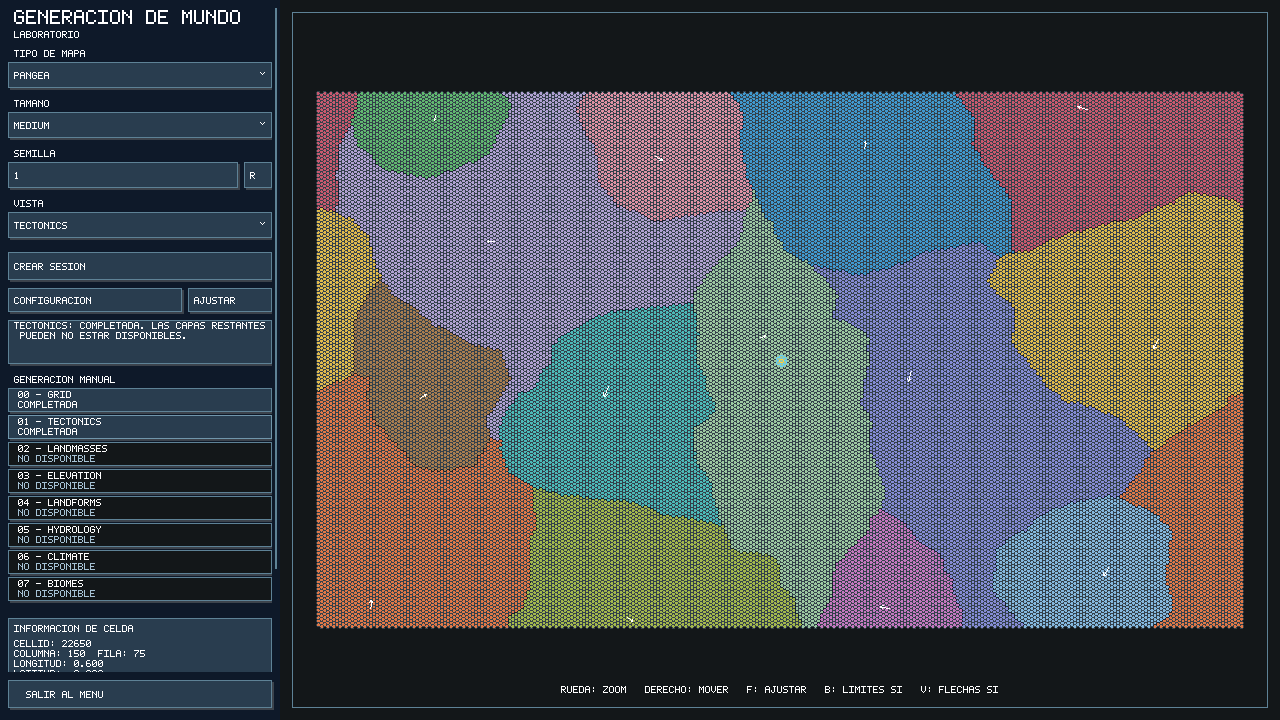 GENERACION DE MUNDO
LABORATORIO
TIPO DE MAPA
PANGEA
TAMANO
MEDIUM
SEMILLA
1
R
VISTA
TECTONICS
CREAR SESION
CONFIGURACION
AJUSTAR
TECTONICS: COMPLETADA. LAS CAPAS RESTANTES
PUEDEN NO ESTAR DISPONIBLES.
GENERACION MANUAL
00 - GRID
COMPLETADA
01 - TECTONICS
COMPLETADA
02 - LANDMASSES
NO DISPONIBLE
03 - ELEVATION
NO DISPONIBLE
04 - LANDFORMS
NO DISPONIBLE
05 - HYDROLOGY
NO DISPONIBLE
06 - CLIMATE
NO DISPONIBLE
07 - BIOMES
NO DISPONIBLE
INFORMACION DE CELDA
CELLID: 22650
COLUMNA: 150 FILA: 75
LONGITUD: 0.600
SALIR AL MENU
RUEDA: ZOOM DERECHO: MOVER F: AJUSTAR B: LIMITES SI V: FLECHAS SI